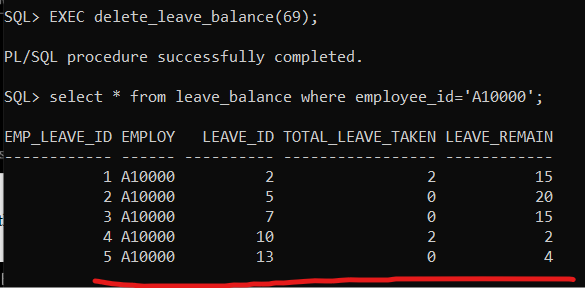 SQL> EXEC delete_leave_balance(69);
PL/SQL procedure successfully completed.
SQL> select * from leave_balance where employee_id='A10000';
EMP_LEAVE_ID EMPLOY   LEAVE_ID TOTAL_LEAVE_TAKEN LEAVE_REMAIN
------------ ------ ---------- ----------------- ------------
           1 A10000          2                 2           15
           2 A10000          5                 0           20
           3 A10000          7                 0           15
           4 A10000         10                 2            2
           5 A10000         13                 0            4